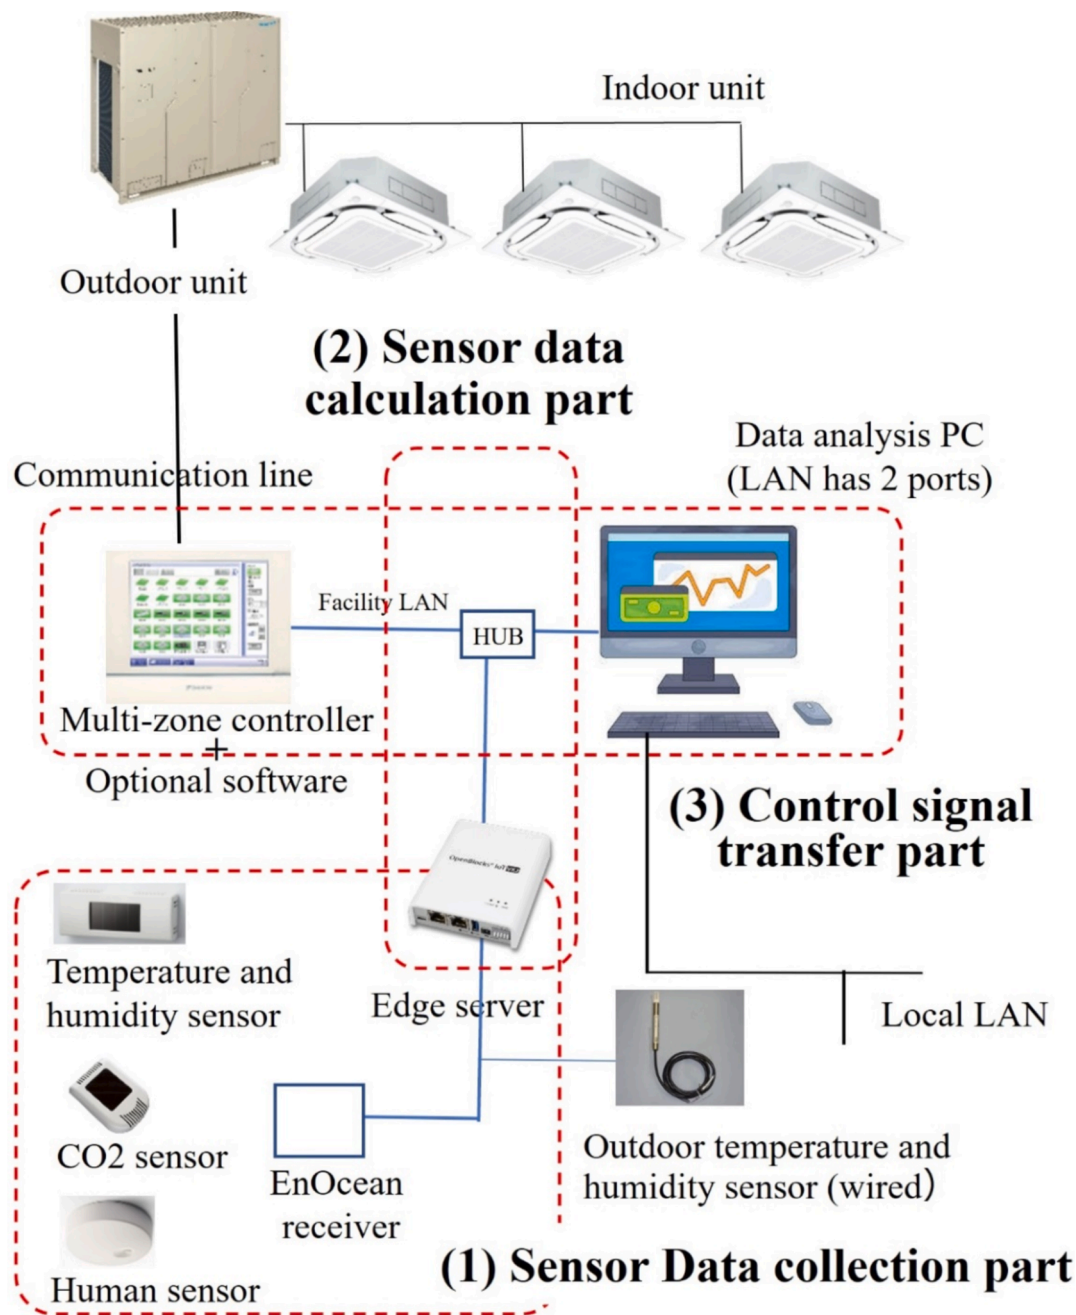 Indoor unit
Outdoor unit
(2) Sensor data
calculation part
Data analysis PC
(LAN has 2 ports)
Communication line
Facility LAN
HUB
Multi-zone controller
+
Optional software
(3) Control signal
transfer part
OpenBlocks® IoT
Temperature and
humidity sensor
Edge server
Local LAN
CO2 sensor
EnOcean
receiver
Outdoor temperature and
humidity sensor (wired)
Human sensor
(1) Sensor Data collection part